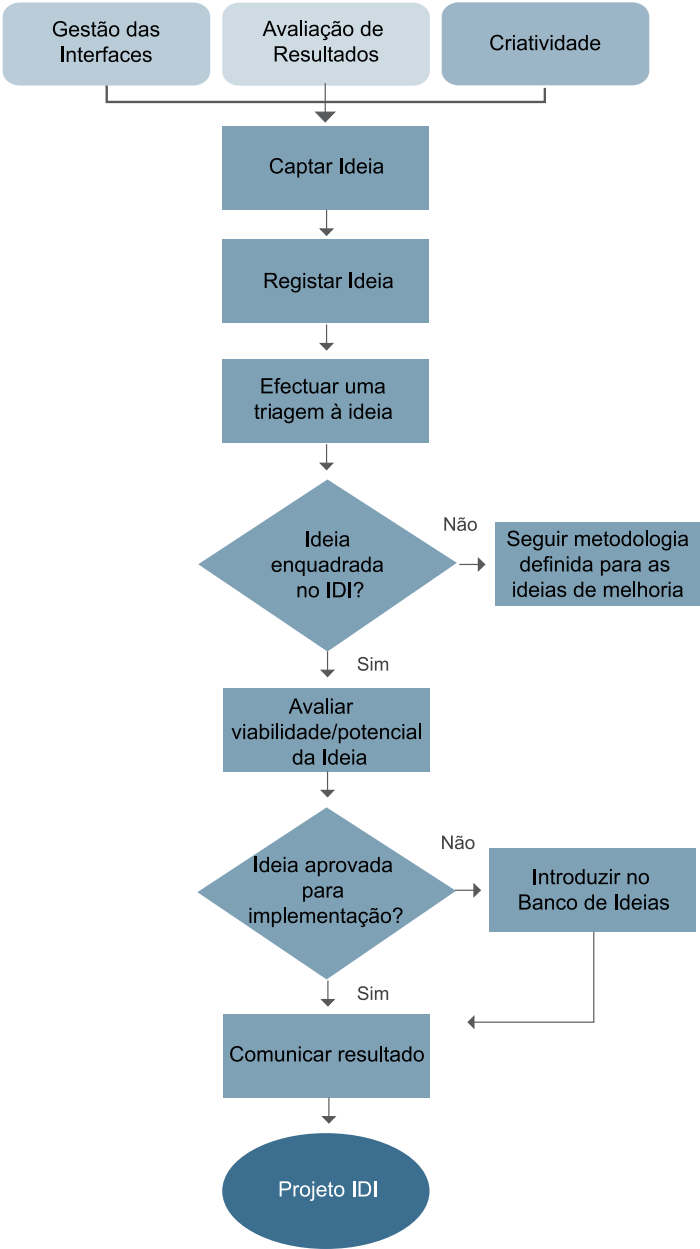 Gestão das
Interfaces
Avaliação de
Resultados
Criatividade
Captar Ideia
Registar Ideia
Efectuar uma
triagem à ideia
Ideia
enquadrada
no IDI?
Não
Seguir metodologia
definida para as
ideias de melhoria
Sim
Avaliar
viabilidade/potencial
da Ideia
Ideia aprovada
para
implementação?
Não
Introduzir no
Banco de Ideias
Sim
Comunicar resultado
Projeto IDI